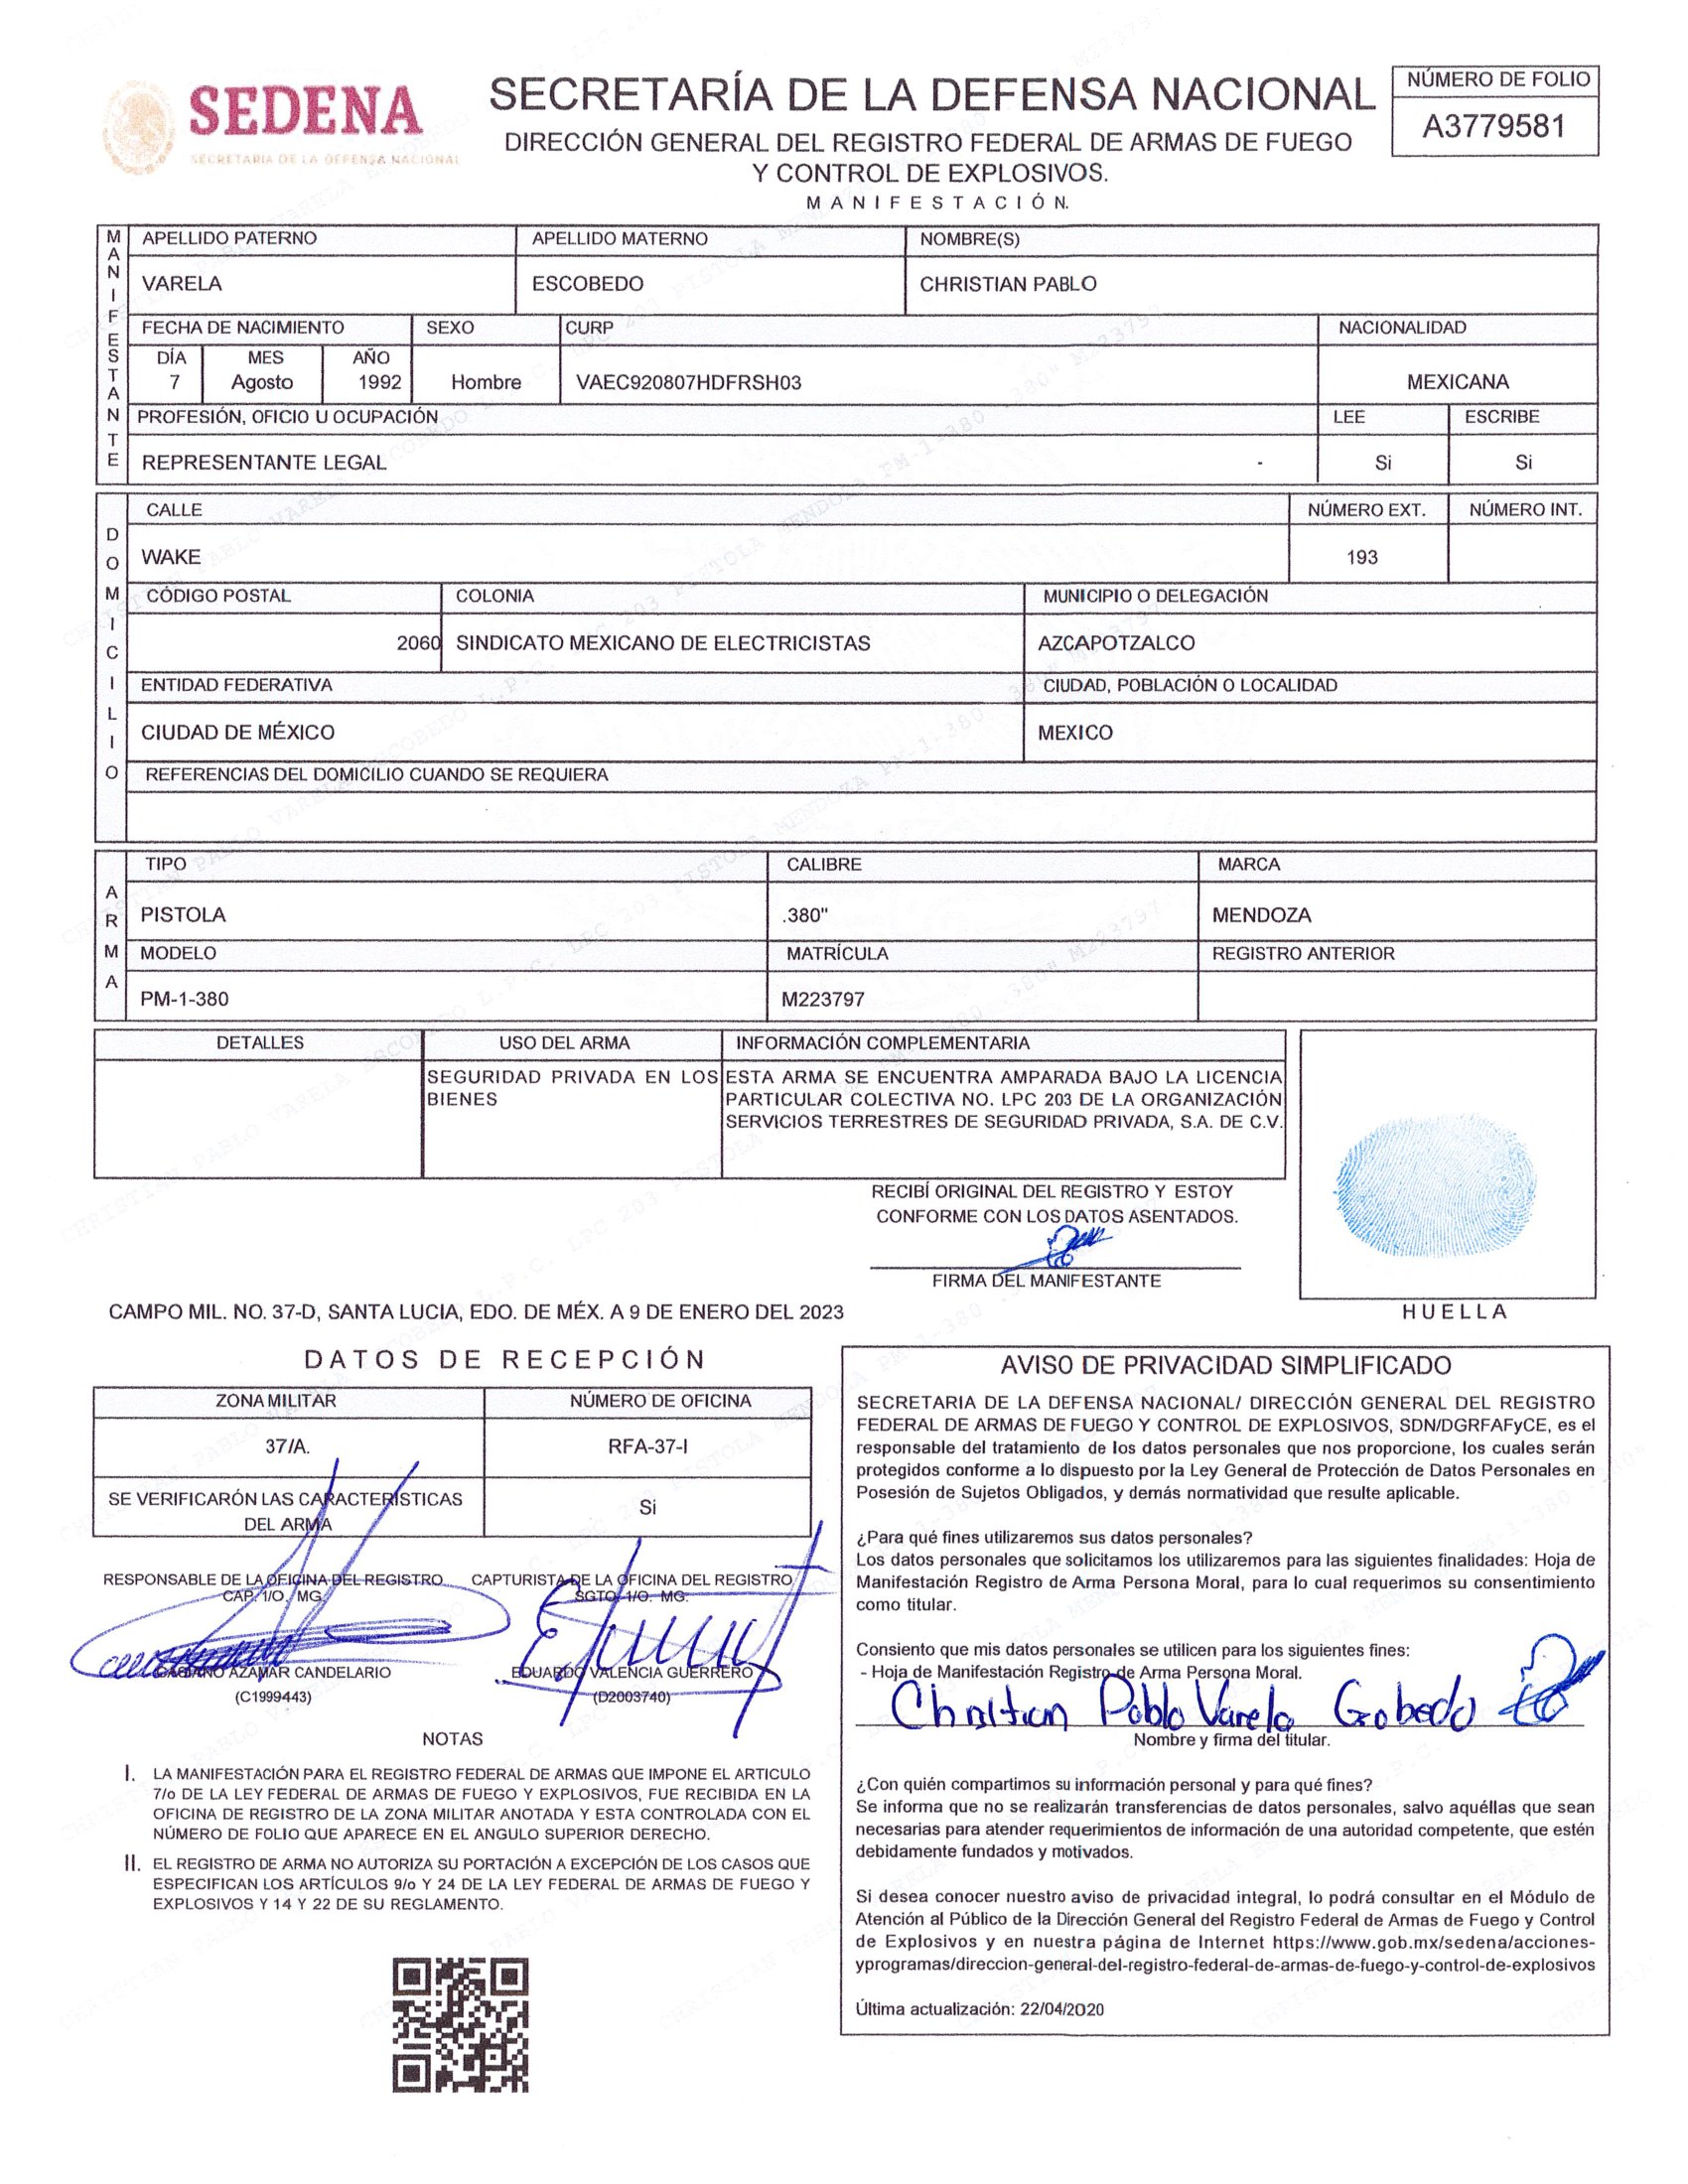 SEDENA
SECRETARÍA DE LA DEFENSA NACIONAL
SECRETARÍA DE LA DEFENSA NACIONAL
DIRECCIÓN GENERAL DEL REGISTRO FEDERAL DE ARMAS DE FUEGO
Y CONTROL DE EXPLOSIVOS.
MANIFESTACIÓN.
NÚMERO DE FOLIO
A3779581
MANIFESTANTE
APELLIDO PATERNO APELLIDO MATERNO NOMBRE(S)
VARELA ESCOBEDO CHRISTIAN PABLO
FECHA DE NACIMIENTO SEXO CURP NACIONALIDAD
DÍA MES AÑO
7 Agosto 1992 Hombre VAEC920807HDFRSH03 MEXICANA
PROFESIÓN, OFICIO U OCUPACIÓN LEE ESCRIBE
REPRESENTANTE LEGAL - Si Si
DOMICILIO
CALLE NÚMERO EXT. NÚMERO INT.
WAKE 193
CÓDIGO POSTAL COLONIA MUNICIPIO O DELEGACIÓN
2060 SINDICATO MEXICANO DE ELECTRICISTAS AZCAPOTZALCO
ENTIDAD FEDERATIVA CIUDAD, POBLACIÓN O LOCALIDAD
CIUDAD DE MÉXICO MEXICO
REFERENCIAS DEL DOMICILIO CUANDO SE REQUIERA
ARMA
TIPO CALIBRE MARCA
PISTOLA .380" MENDOZA
MODELO MATRÍCULA REGISTRO ANTERIOR
PM-1-380 M223797
DETALLES USO DEL ARMA INFORMACIÓN COMPLEMENTARIA
SEGURIDAD PRIVADA EN LOS BIENES
ESTA ARMA SE ENCUENTRA AMPARADA BAJO LA LICENCIA
PARTICULAR COLECTIVA NO. LPC 203 DE LA ORGANIZACIÓN
SERVICIOS TERRESTRES DE SEGURIDAD PRIVADA, S.A. DE C.V.
RECIBÍ ORIGINAL DEL REGISTRO Y ESTOY
CONFORME CON LOS DATOS ASENTADOS.
FIRMA DEL MANIFESTANTE
HUELLA
CAMPO MIL. NO. 37-D, SANTA LUCIA, EDO. DE MÉX. A 9 DE ENERO DEL 2023
DATOS DE RECEPCIÓN
ZONA MILITAR NÚMERO DE OFICINA
37/A. RFA-37-I
SE VERIFICARÓN LAS CARACTERÍSTICAS
DEL ARMA
Si
RESPONSABLE DE LA OFICINA DEL REGISTRO
CAP. 1/O. MG.
AZAMAR CANDELARIO
(C1999443)
CAPTURISTA DE LA OFICINA DEL REGISTRO
SGTO. 1/O. MG.
EDUARDO VALENCIA GUERRERO
(D2003740)
NOTAS
I. LA MANIFESTACIÓN PARA EL REGISTRO FEDERAL DE ARMAS QUE IMPONE EL ARTICULO
7/o DE LA LEY FEDERAL DE ARMAS DE FUEGO Y EXPLOSIVOS, FUE RECIBIDA EN LA
OFICINA DE REGISTRO DE LA ZONA MILITAR ANOTADA Y ESTA CONTROLADA CON EL
NÚMERO DE FOLIO QUE APARECE EN EL ANGULO SUPERIOR DERECHO.
II. EL REGISTRO DE ARMA NO AUTORIZA SU PORTACIÓN A EXCEPCIÓN DE LOS CASOS QUE
ESPECIFICAN LOS ARTÍCULOS 9/o Y 24 DE LA LEY FEDERAL DE ARMAS DE FUEGO Y
EXPLOSIVOS Y 14 Y 22 DE SU REGLAMENTO.
AVISO DE PRIVACIDAD SIMPLIFICADO
SECRETARIA DE LA DEFENSA NACIONAL/ DIRECCIÓN GENERAL DEL REGISTRO
FEDERAL DE ARMAS DE FUEGO Y CONTROL DE EXPLOSIVOS, SDN/DGRFAFyCE, es el
responsable del tratamiento de los datos personales que nos proporcione, los cuales serán
protegidos conforme a lo dispuesto por la Ley General de Protección de Datos Personales en
Posesión de Sujetos Obligados, y demás normatividad que resulte aplicable.
¿Para qué fines utilizaremos sus datos personales?
Los datos personales que solicitamos los utilizaremos para las siguientes finalidades: Hoja de
Manifestación Registro de Arma Persona Moral, para lo cual requerimos su consentimiento
como titular.
Consiento que mis datos personales se utilicen para los siguientes fines:
- Hoja de Manifestación Registro de Arma Persona Moral.
Christian Pablo Varela Escobedo
Nombre y firma del titular.
¿Con quién compartimos su información personal y para qué fines?
Se informa que no se realizarán transferencias de datos personales, salvo aquéllas que sean
necesarias para atender requerimientos de información de una autoridad competente, que estén
debidamente fundados y motivados.
Si desea conocer nuestro aviso de privacidad integral, lo podrá consultar en el Módulo de
Atención al Público de la Dirección General del Registro Federal de Armas de Fuego y Control
de Explosivos y en nuestra página de Internet https://www.gob.mx/sedena/acciones-
yprogramas/direccion-general-del-registro-federal-de-armas-de-fuego-y-control-de-explosivos
Última actualización: 22/04/2020